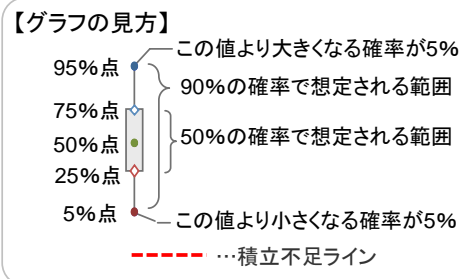 【グラフの見方】
この値より大きくなる確率が5%
95%点
90%の確率で想定される範囲
75%点
50%点
50%の確率で想定される範囲
25%点
5%点
この値より小さくなる確率が5%
…積立不足ライン